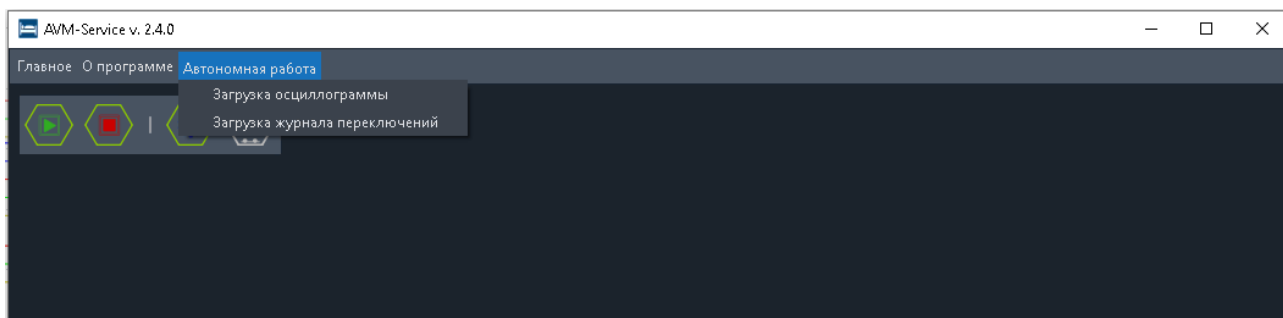 AVM-Service v. 2.4.0
Главное О программе Автономная работа
Загрузка осциллограммы
Загрузка журнала переключений